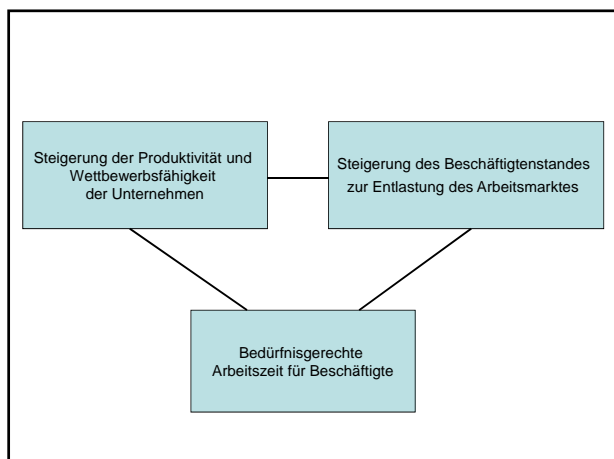 Steigerung der Produktivität und
Wettbewerbsfähigkeit
der Unternehmen
Steigerung des Beschäftigtenstandes
zur Entlastung des Arbeitsmarktes
Bedürfnisgerechte
Arbeitszeit für Beschäftigte